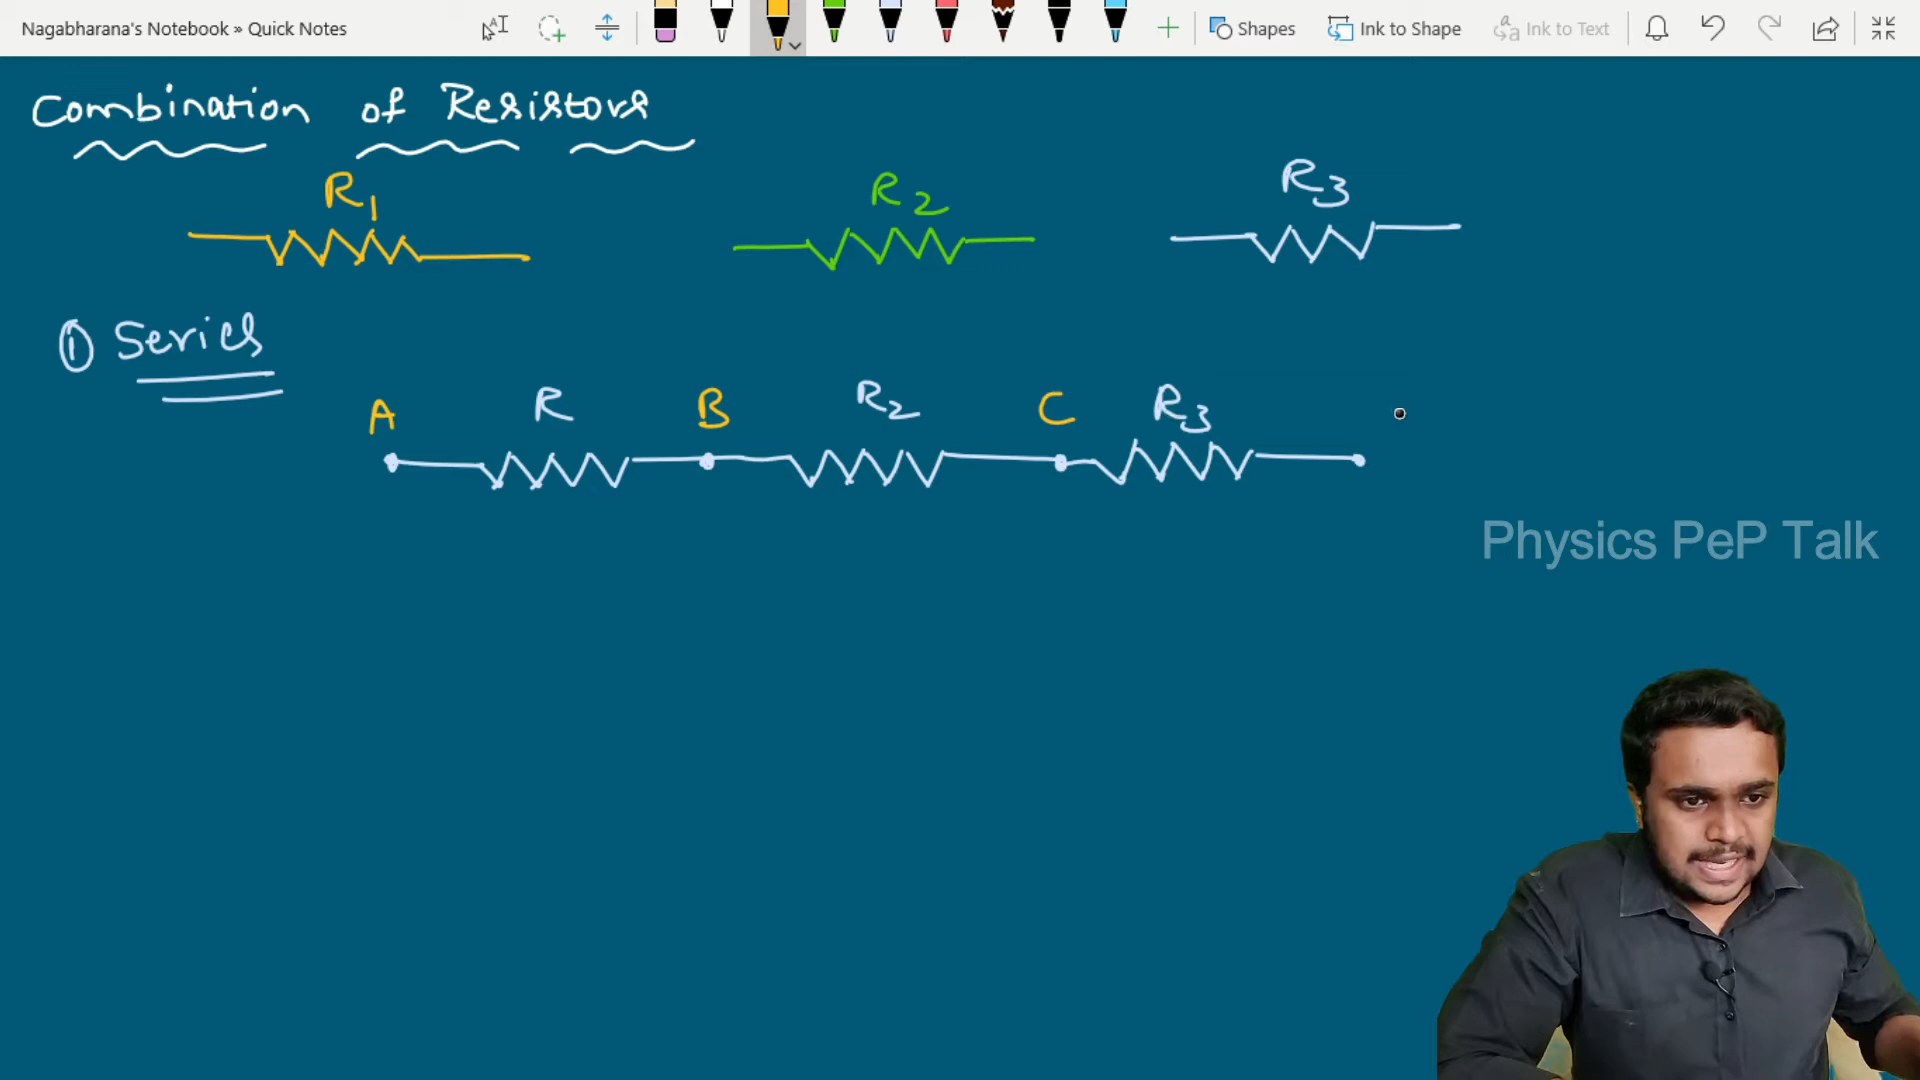 Nagabharana's Notebook » Quick Notes
Shapes
Ink to Shape
Ink to Text
Combination of Resistors
R1 R2 R3
① Series
A R B R2 C R3
Physics PeP Talk